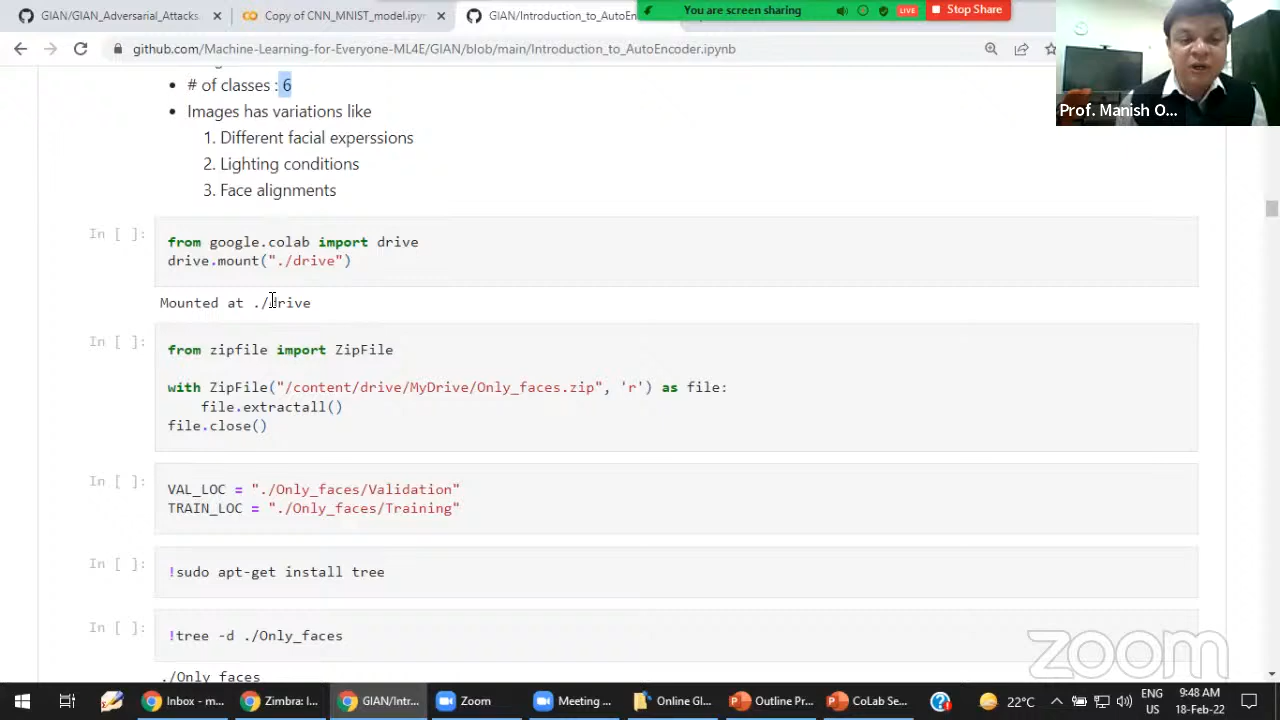 You are screen sharing
LIVE
Stop Share
GIAN/GIAN_Adversarial_Attacks
Copy of CNN_MNIST_model.ipyn
GIAN/Introduction_to_AutoEn
github.com/Machine-Learning-for-Everyone-ML4E/GIAN/blob/main/Introduction_to_AutoEncoder.ipynb
Prof. Manish O...
# of classes : 6
Images has variations like
1. Different facial experssions
2. Lighting conditions
3. Face alignments
In [ ]:
from google.colab import drive
drive.mount("./drive")
Mounted at ./drive
In [ ]:
from zipfile import ZipFile
with ZipFile("/content/drive/MyDrive/Only_faces.zip", 'r') as file:
file.extractall()
file.close()
In [ ]:
VAL_LOC = "./Only_faces/Validation"
TRAIN_LOC = "./Only_faces/Training"
In [ ]:
!sudo apt-get install tree
In [ ]:
!tree -d ./Only_faces
./Only_faces
zoom
Inbox - m...
Zimbra: I...
GIAN/Intr...
Zoom
Meeting ...
Online Gl...
Outline Pr...
CoLab Se...
22°C
ENG
US
9:48 AM
18-Feb-22